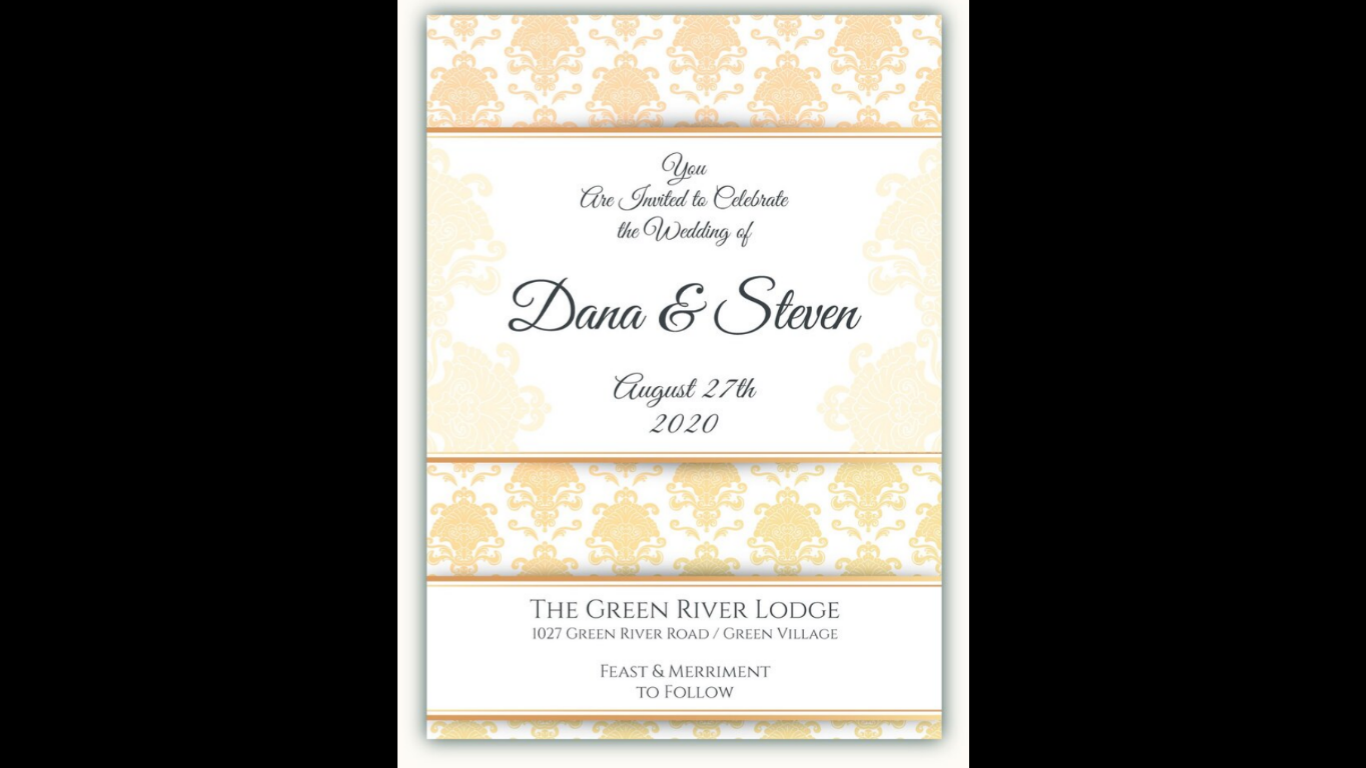 You
Are Invited to Celebrate
the Wedding of
Dana & Steven
August 27th
2020
The Green River Lodge
1027 Green River Road / Green Village
Feast & Merriment
to Follow